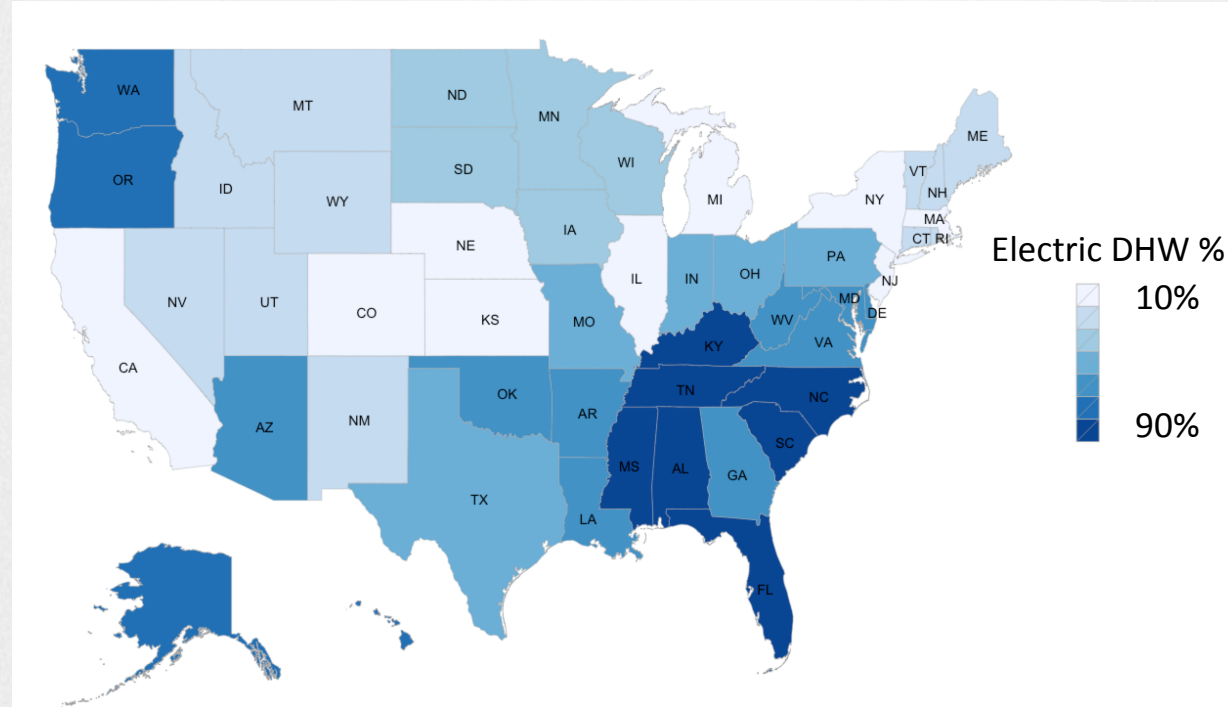 WA
MT
ND
MN
ME
OR
ID
SD
WI
VT
NH
WY
MI
NY
MA
IA
CT RI
NE
PA
Electric DHW %
NV
UT
IL
IN
OH
NJ
10%
CO
KS
MO
WV
MD
DE
VA
CA
KY
OK
TN
NC
AZ
NM
AR
SC
90%
MS
AL
GA
TX
LA
FL